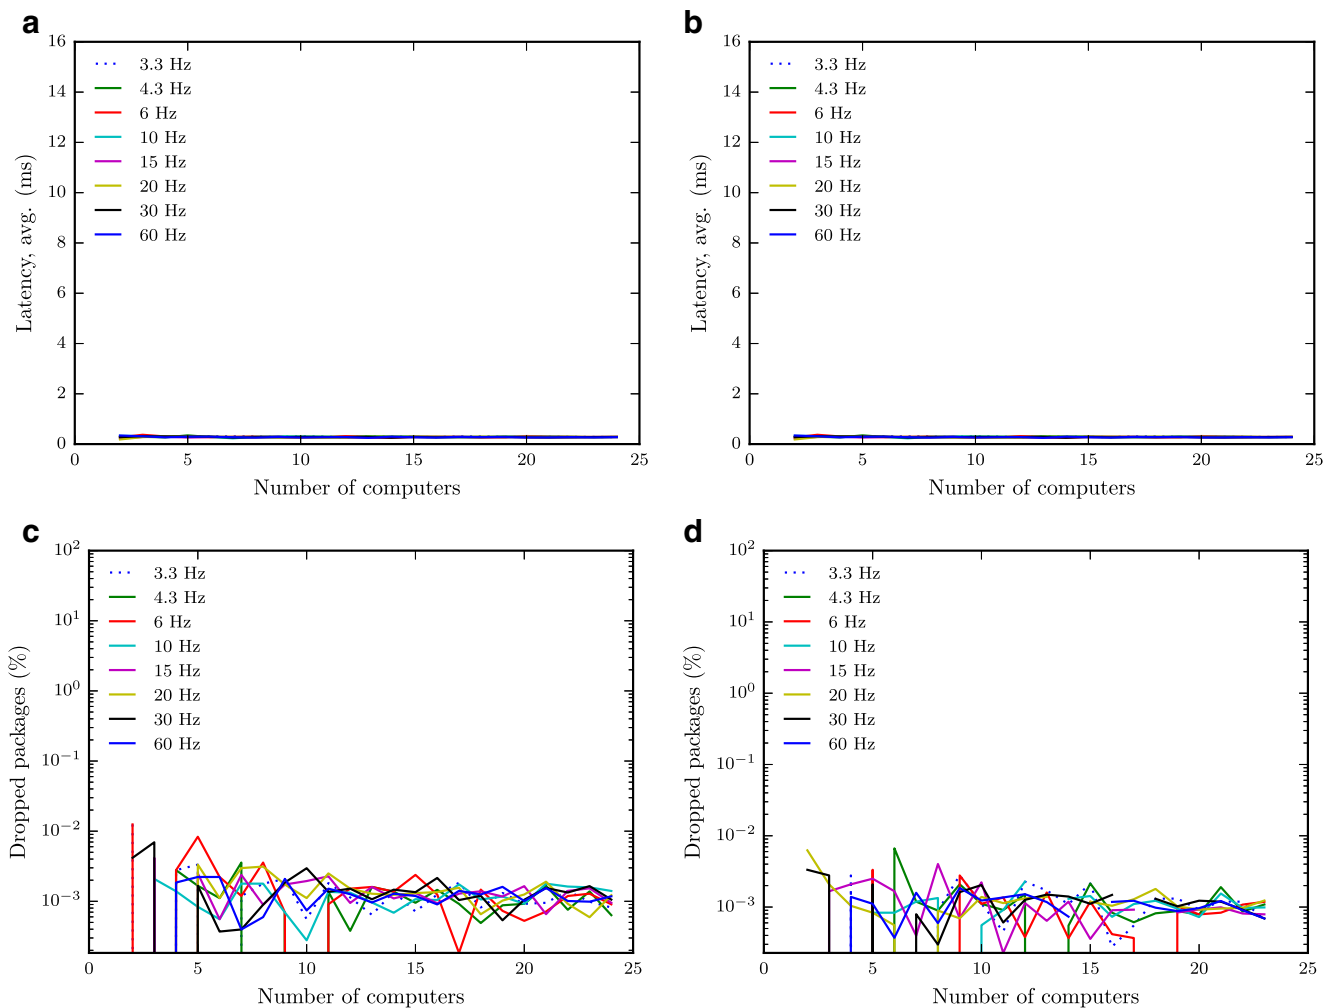 a
16
14
12
10
8
6
4
2
0
0 5 10 15 20 25
Latency, avg. (ms)
Number of computers
3.3 Hz
4.3 Hz
6 Hz
10 Hz
15 Hz
20 Hz
30 Hz
60 Hz
b
16
14
12
10
8
6
4
2
0
0 5 10 15 20 25
Latency, avg. (ms)
Number of computers
3.3 Hz
4.3 Hz
6 Hz
10 Hz
15 Hz
20 Hz
30 Hz
60 Hz
c
10²
10¹
10⁰
10⁻¹
10⁻²
10⁻³
0 5 10 15 20 25
Dropped packages (%)
Number of computers
3.3 Hz
4.3 Hz
6 Hz
10 Hz
15 Hz
20 Hz
30 Hz
60 Hz
d
10²
10¹
10⁰
10⁻¹
10⁻²
10⁻³
0 5 10 15 20 25
Dropped packages (%)
Number of computers
3.3 Hz
4.3 Hz
6 Hz
10 Hz
15 Hz
20 Hz
30 Hz
60 Hz